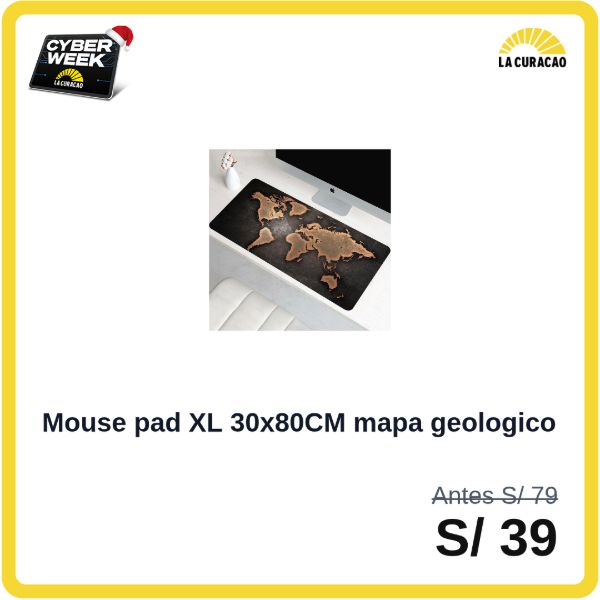 CYBER
WEEK
LA CURACAO
LA CURACAO
Mouse pad XL 30x80CM mapa geologico
Antes S/ 79
S/ 39